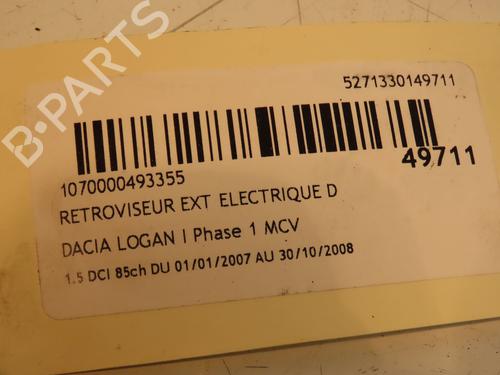 5271330149711
49711
1070000493355
RETROVISEUR EXT ELECTRIQUE D
DACIA LOGAN I Phase 1 MCV
1.5 DCI 85ch DU 01/01/2007 AU 30/10/2008
B-PARTS